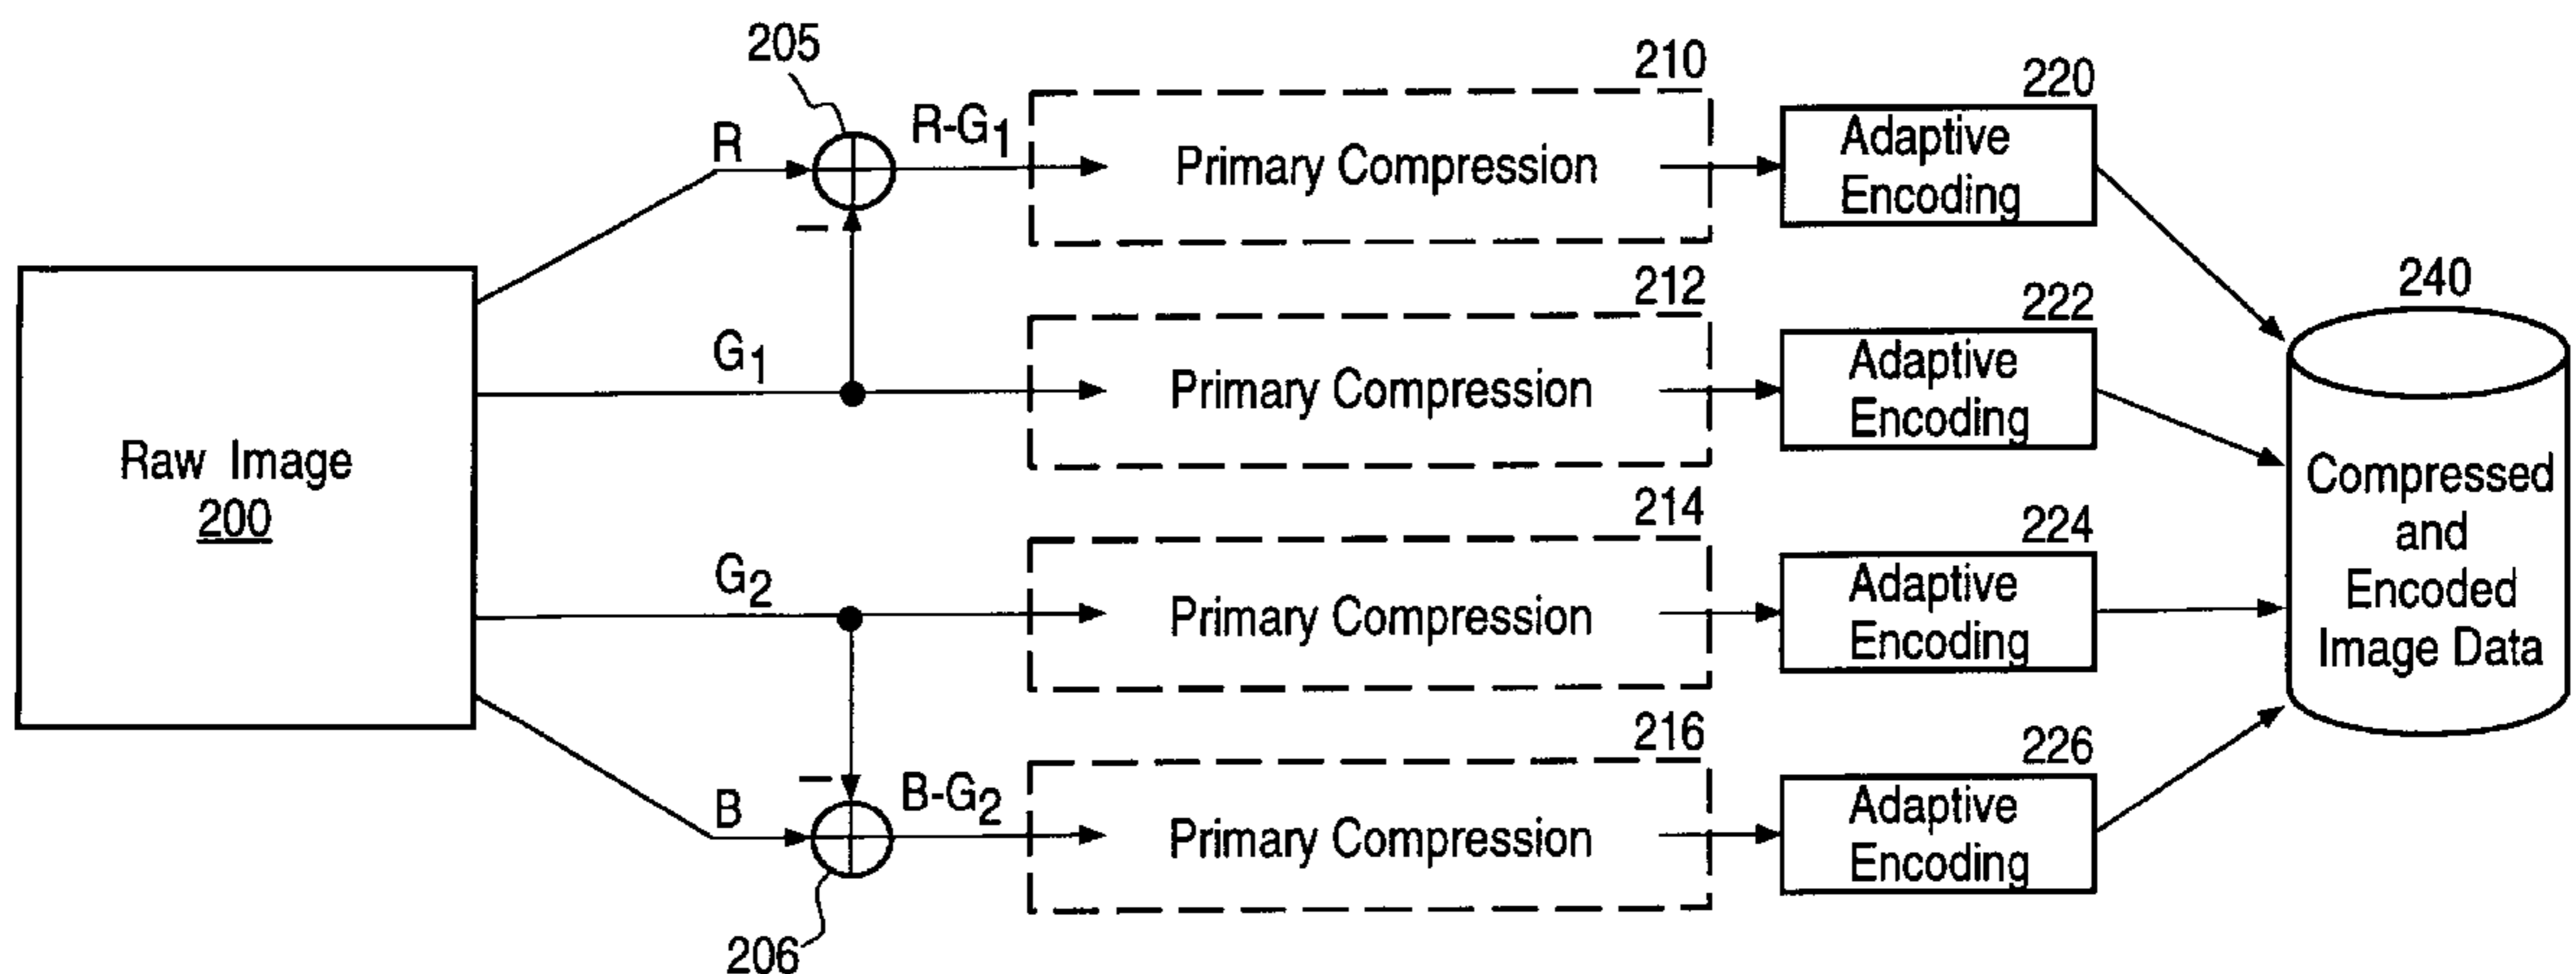 205
R
R-G1
210
Primary Compression
220
Adaptive
Encoding
Raw Image
200
G1
212
Primary Compression
222
Adaptive
Encoding
G2
214
Primary Compression
224
Adaptive
Encoding
B
B-G2
206
216
Primary Compression
226
Adaptive
Encoding
240
Compressed
and
Encoded
Image Data